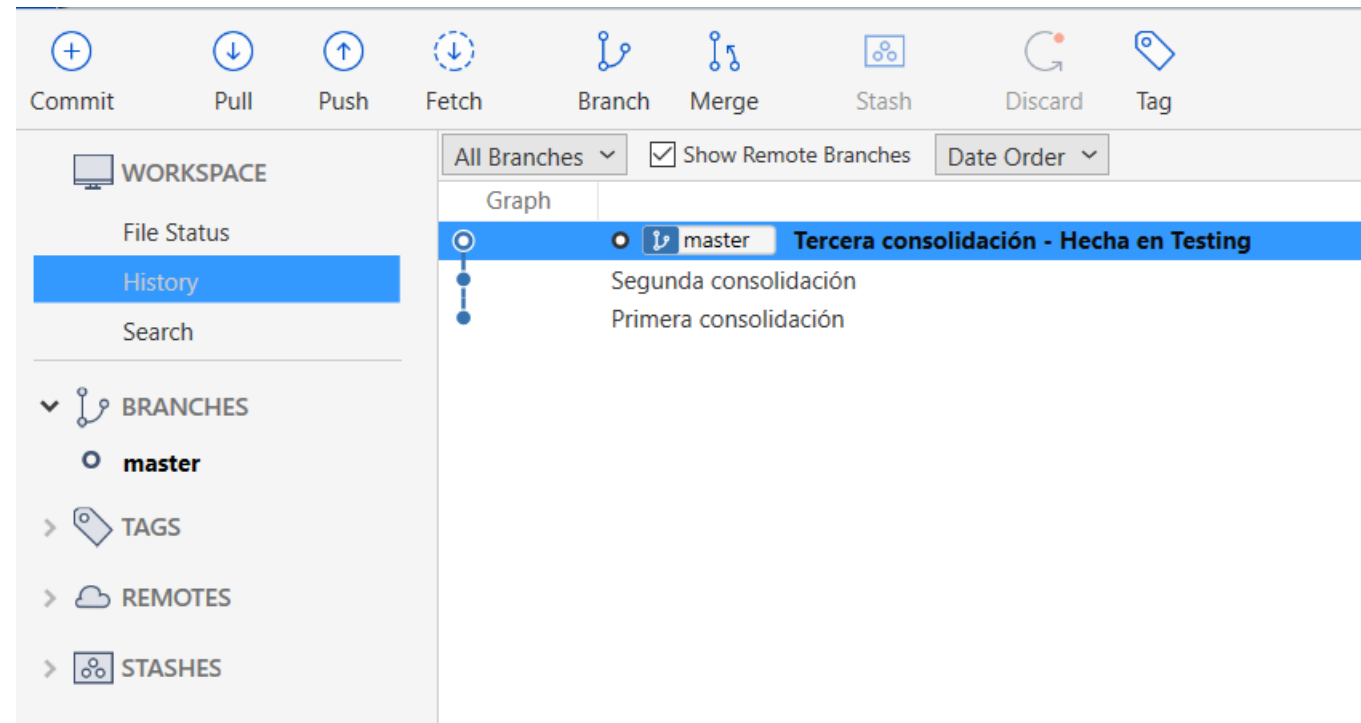 Commit Pull Push Fetch Branch Merge Stash Discard Tag
WORKSPACE
File Status
History
Search
BRANCHES
master
TAGS
REMOTES
STASHES
All Branches Show Remote Branches Date Order
Graph
master Tercera consolidación - Hecha en Testing
Segunda consolidación
Primera consolidación